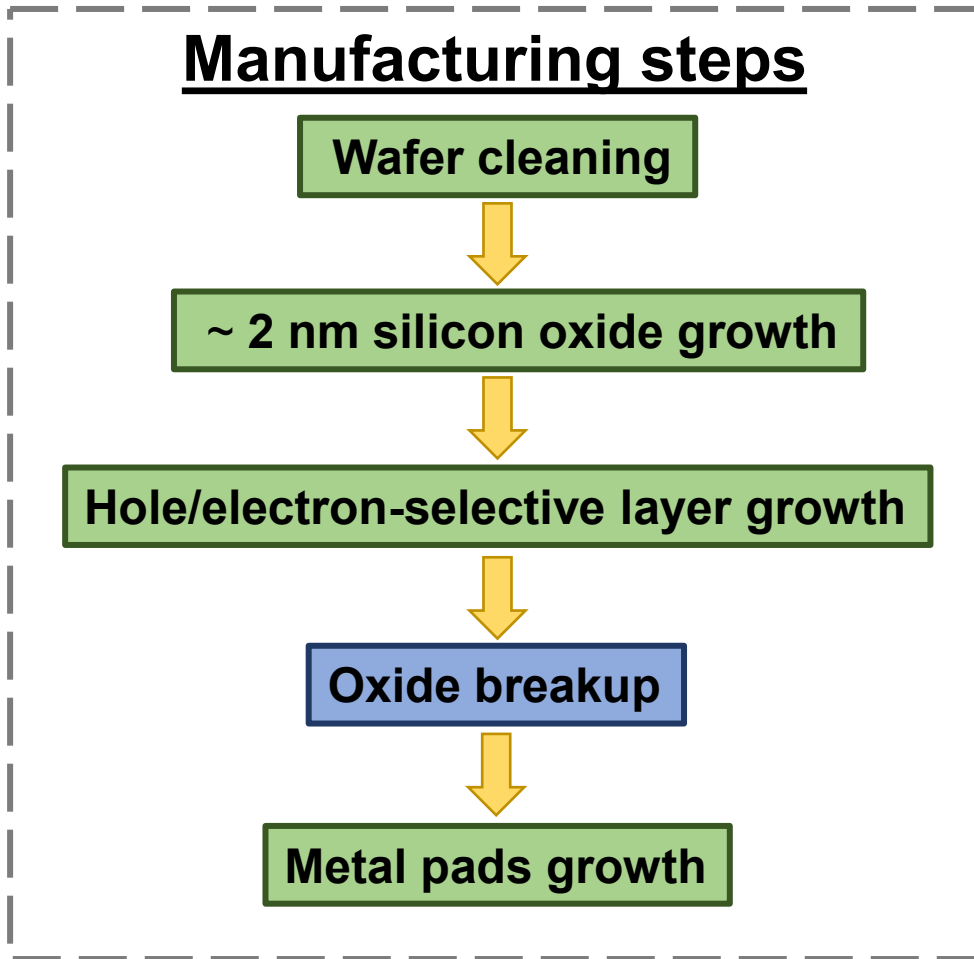 Manufacturing steps
Wafer cleaning
~ 2 nm silicon oxide growth
Hole/electron-selective layer growth
Oxide breakup
Metal pads growth